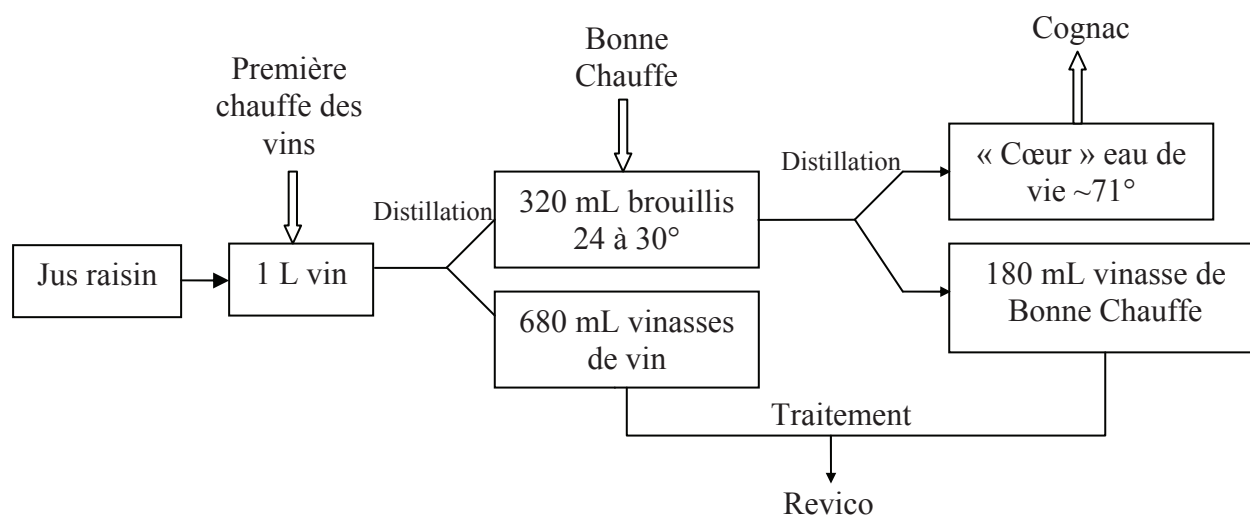 Bonne
Chauffe
Cognac
Première
chauffe des
vins
Distillation
« Cœur » eau de
vie ~71°
Distillation
320 mL brouillis
24 à 30°
Jus raisin
1 L vin
180 mL vinasse de
Bonne Chauffe
680 mL vinasses
de vin
Traitement
Revico